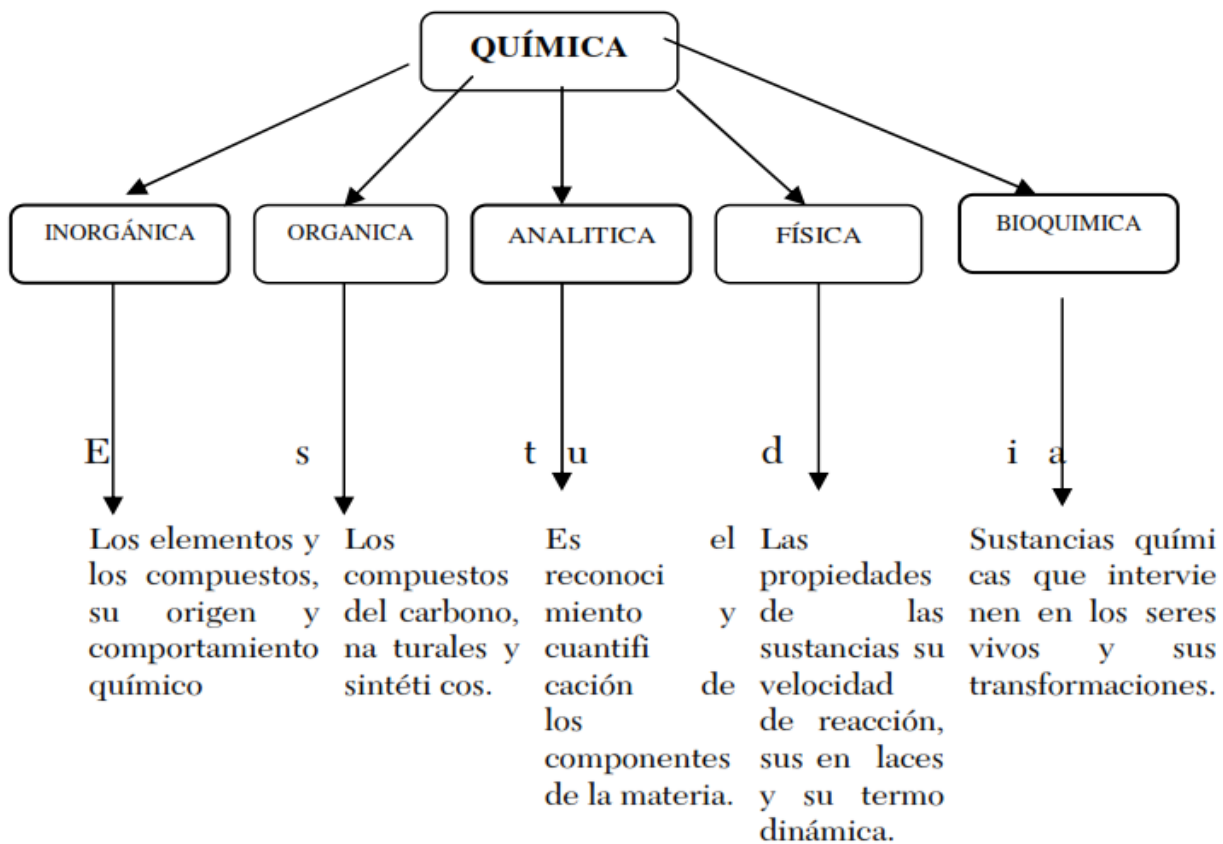 QUÍMICA
INORGÁNICA
ORGANICA
ANALITICA
FÍSICA
BIOQUIMICA
E s t u d i a
Los elementos y
los compuestos,
su origen y
comportamiento
químico
Los
compuestos
del carbono,
na turales y
sintéti cos.
Es el
reconoci
miento y
cuantifi
cación de
los
componentes
de la materia.
Las
propiedades
de las
sustancias su
velocidad
de reacción,
sus en laces
y su termo
dinámica.
Sustancias quími
cas que intervie
nen en los seres
vivos y sus
transformaciones.